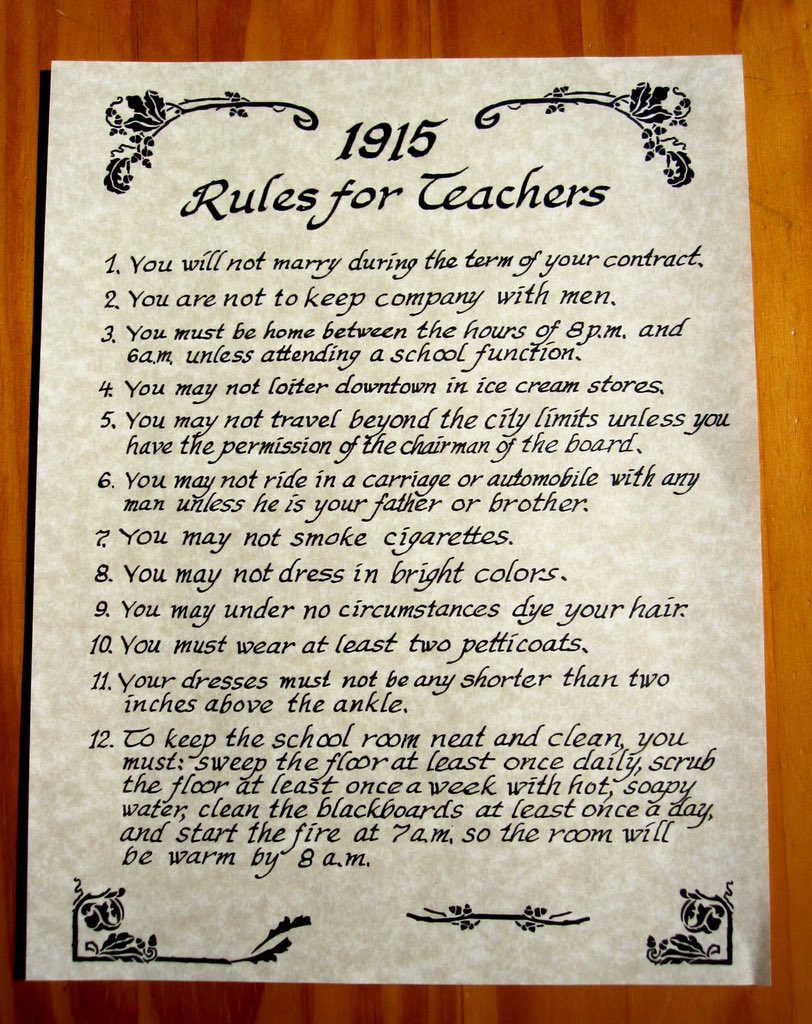 1915
Rules for Teachers
1. You will not marry during the term of your contract.
2. You are not to keep company with men.
3. You must be home between the hours of 8p.m. and
6a.m. unless attending a school function.
4. You may not loiter downtown in ice cream stores.
5. You may not travel beyond the city limits unless you
have the permission of the chairman of the board.
6. You may not ride in a carriage or automobile with any
man unless he is your father or brother.
7. You may not smoke cigarettes.
8. You may not dress in bright colors.
9. You may under no circumstances dye your hair.
10. You must wear at least two petticoats.
11. Your dresses must not be any shorter than two
inches above the ankle.
12. To keep the school room neat and clean, you
must: sweep the floor at least once daily, scrub
the floor at least once a week with hot, soapy
water, clean the blackboards at least once a day,
and start the fire at 7a.m. so the room will
be warm by 8 a.m.